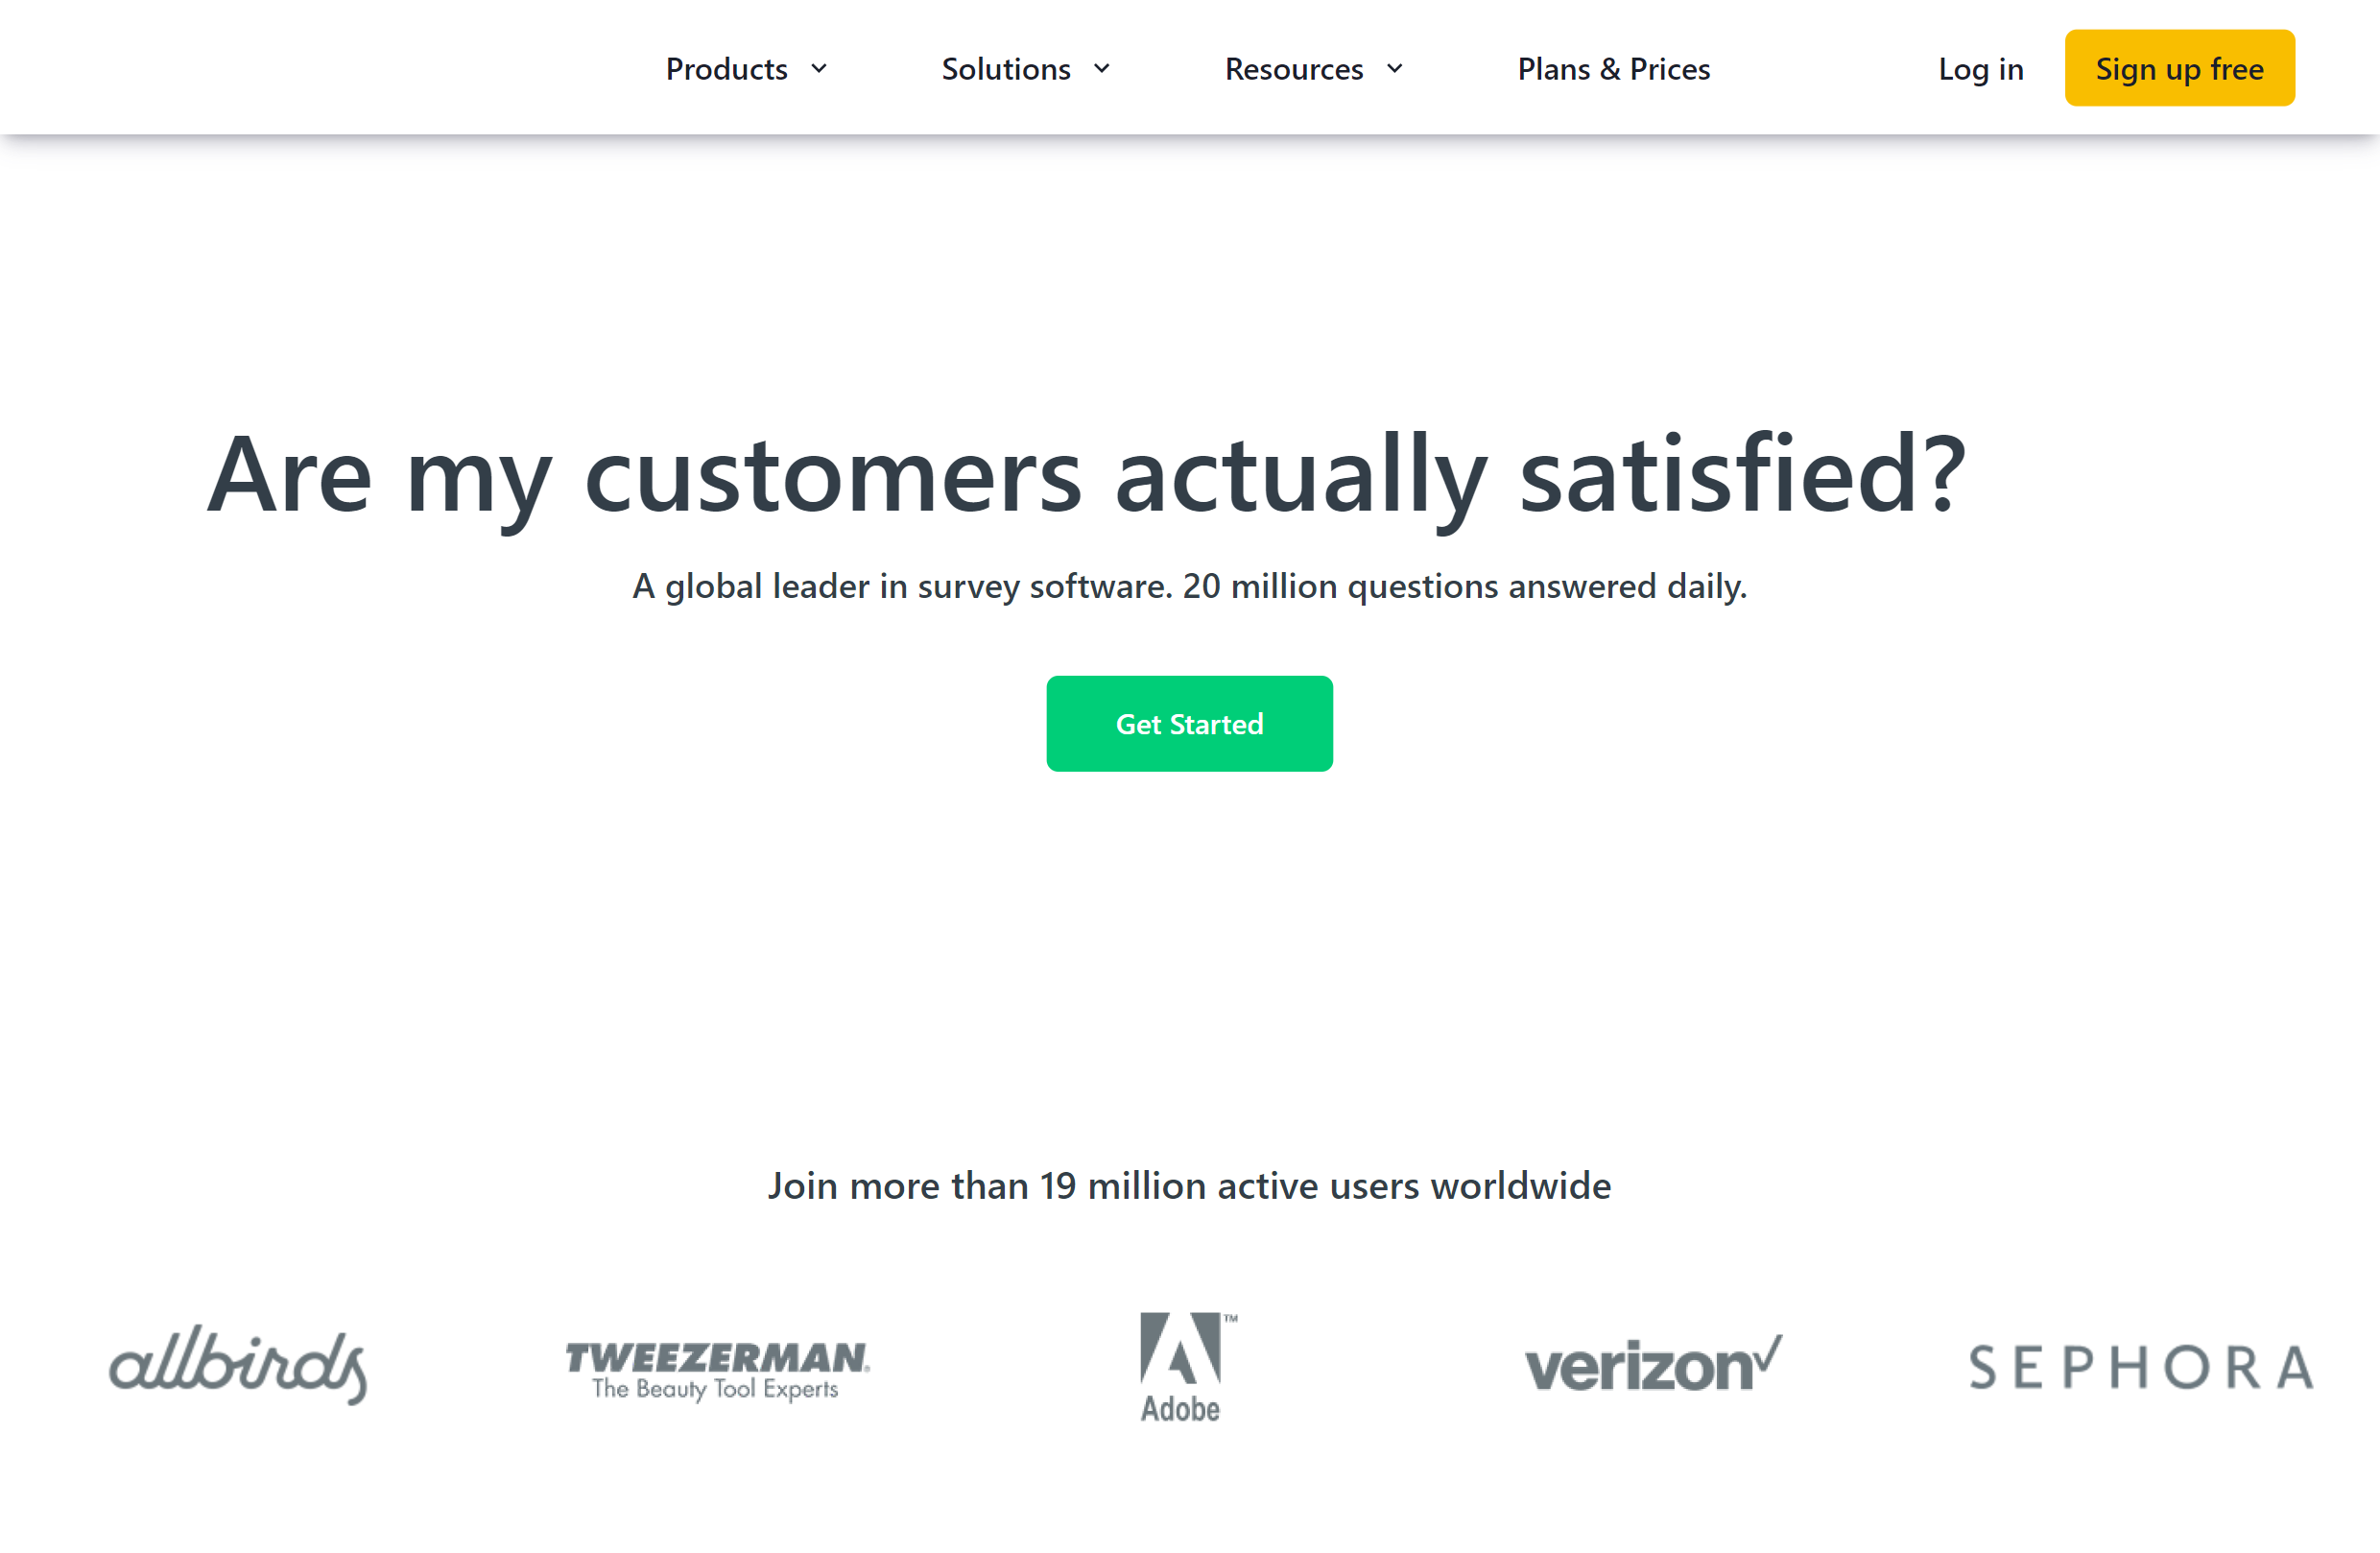 Products Solutions Resources Plans & Prices Log in Sign up free
Are my customers actually satisfied?
A global leader in survey software. 20 million questions answered daily.
Get Started
Join more than 19 million active users worldwide
allbirds TWEEZERMAN® The Beauty Tool Experts Adobe™ verizon✓ SEPHORA